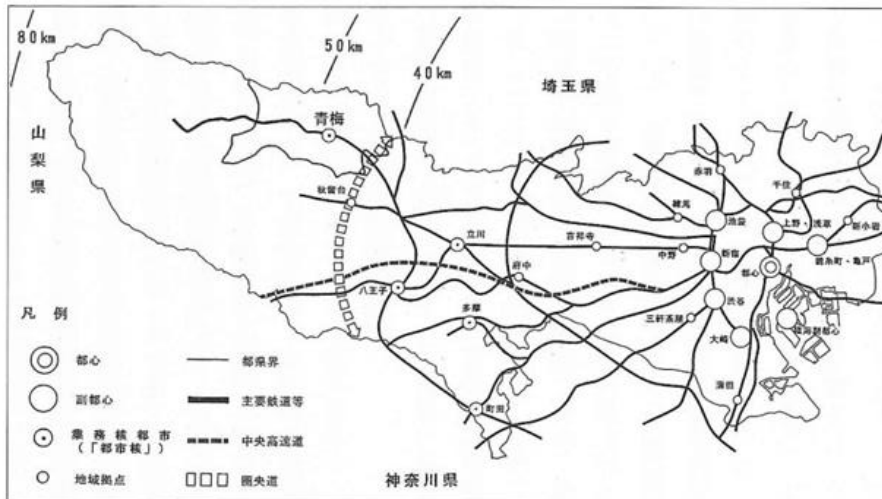 80km
50km
40km
埼玉県
山梨県
青梅
秋留台
立川
八王子
府中
多摩
町田
吉祥寺
中野
練馬
赤羽
池袋
新宿
渋谷
三軒茶屋
大崎
蒲田
都心
上野・浅草
千住
新小岩
錦糸町・亀戸
臨海副都心
神奈川県
凡例
都心
副都心
業務核都市
(「都市核」)
地域拠点
都県界
主要鉄道等
中央高速道
圏央道